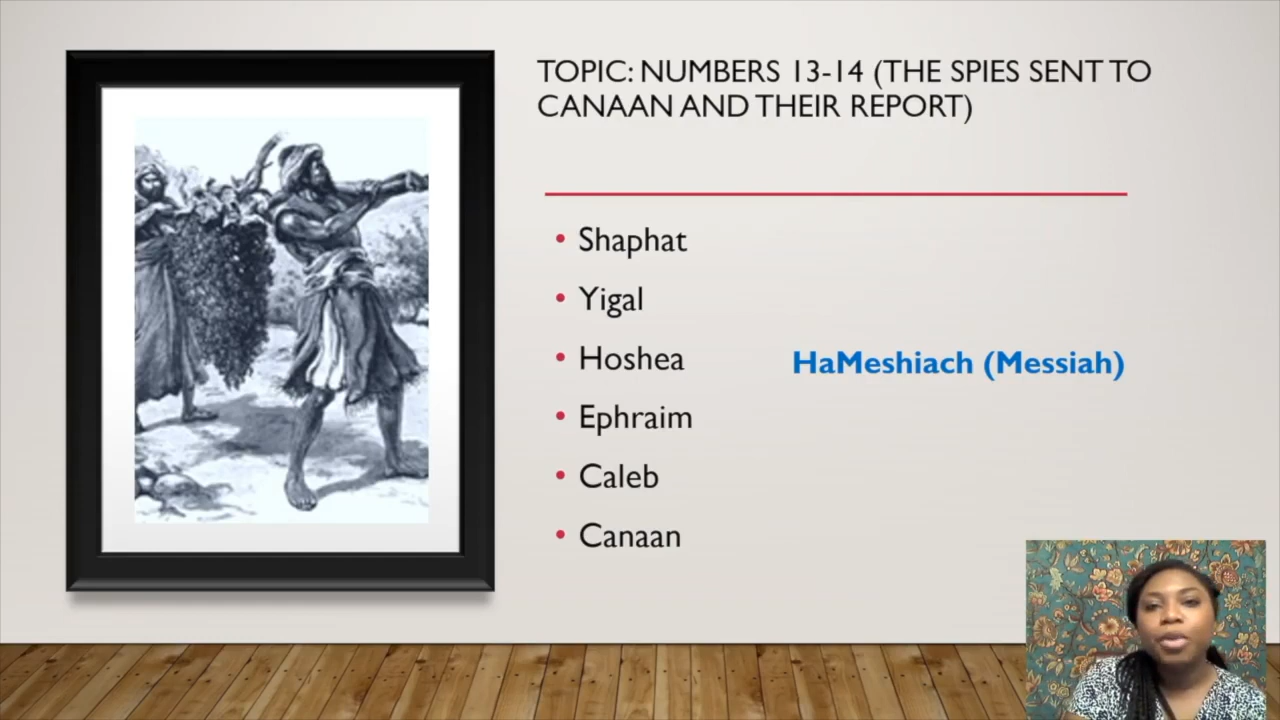 TOPIC: NUMBERS 13-14 (THE SPIES SENT TO
CANAAN AND THEIR REPORT)
• Shaphat
• Yigal
• Hoshea
HaMeshiach (Messiah)
• Ephraim
• Caleb
• Canaan